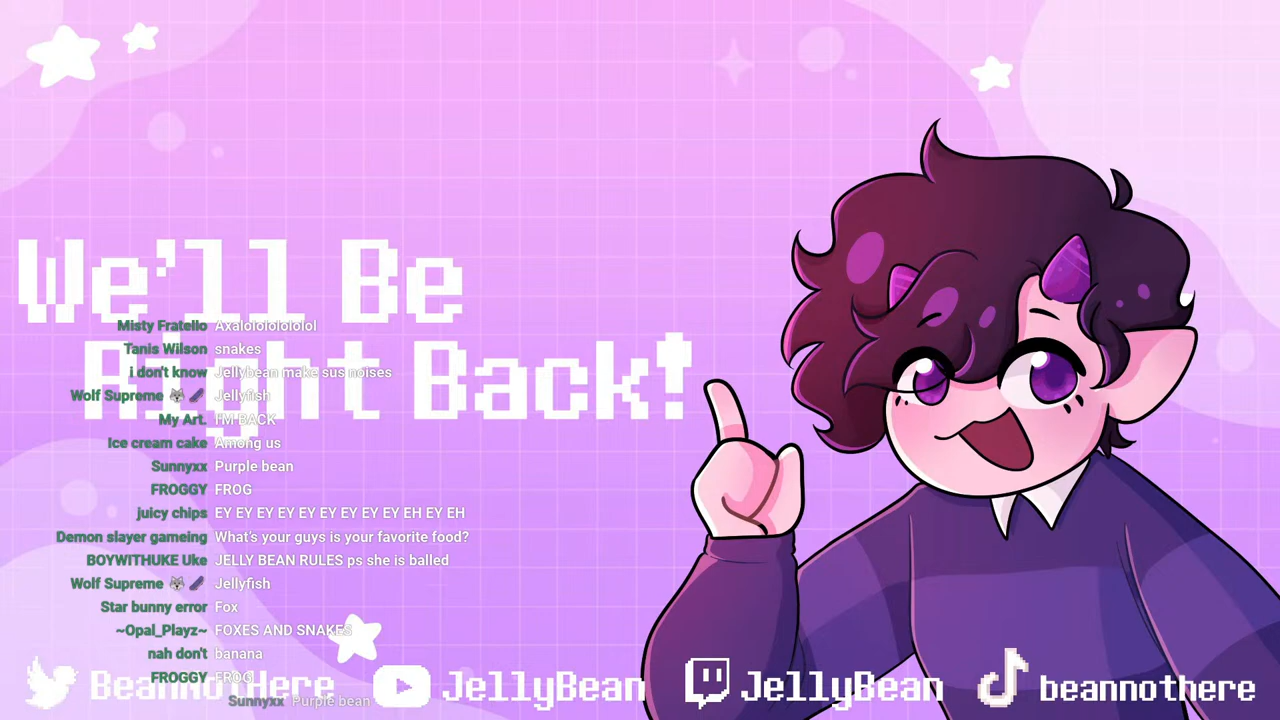 We'll Be
Right Back!
Misty Fratello Axalolololololol
Tanis Wilson snakes
i don't know Jellybean make sus noises
Wolf Supreme 🐺 Jellyfish
My Art. I'M BACK
Ice cream cake Among us
Sunnyxx Purple bean
FROGGY FROG
juicy chips EY EY EY EY EY EY EY EY EY EH EY EH
Demon slayer gameing What's your guys is your favorite food?
BOYWITHUKE Uke JELLY BEAN RULES ps she is balled
Wolf Supreme 🐺 Jellyfish
Star bunny error Fox
~Opal_Playz~ FOXES AND SNAKES
nah don't banana
FROGGY FROG
Sunnyxx Purple bean
BeannotHere JellyBean JellyBean beannothere